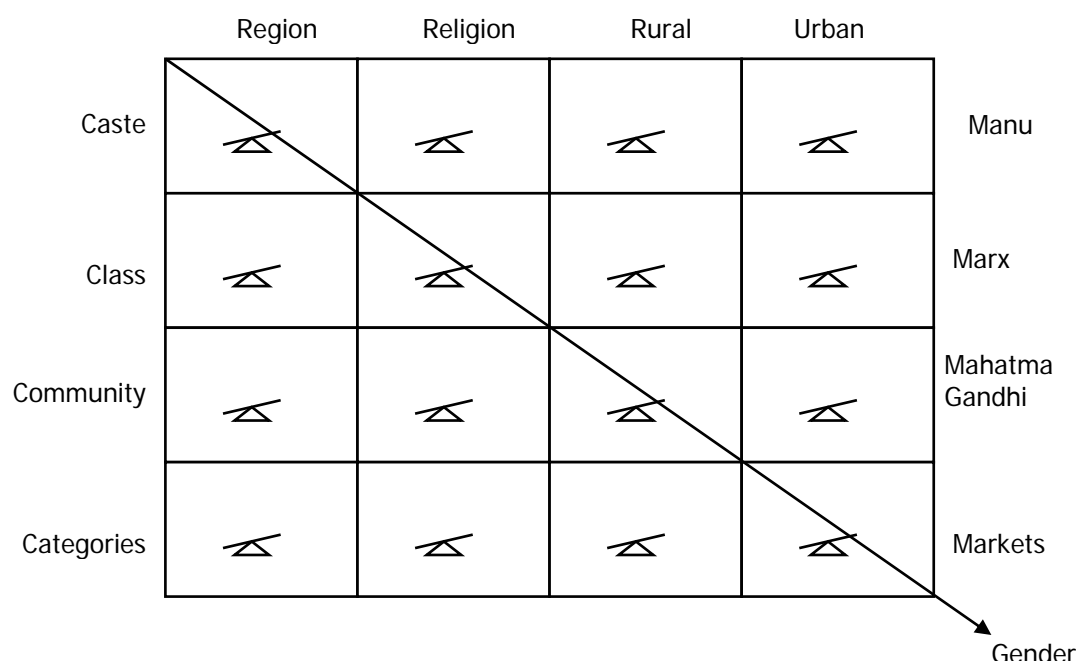 Region Religion Rural Urban
Caste Manu
Class Marx
Community Mahatma
Gandhi
Categories Markets
Gender